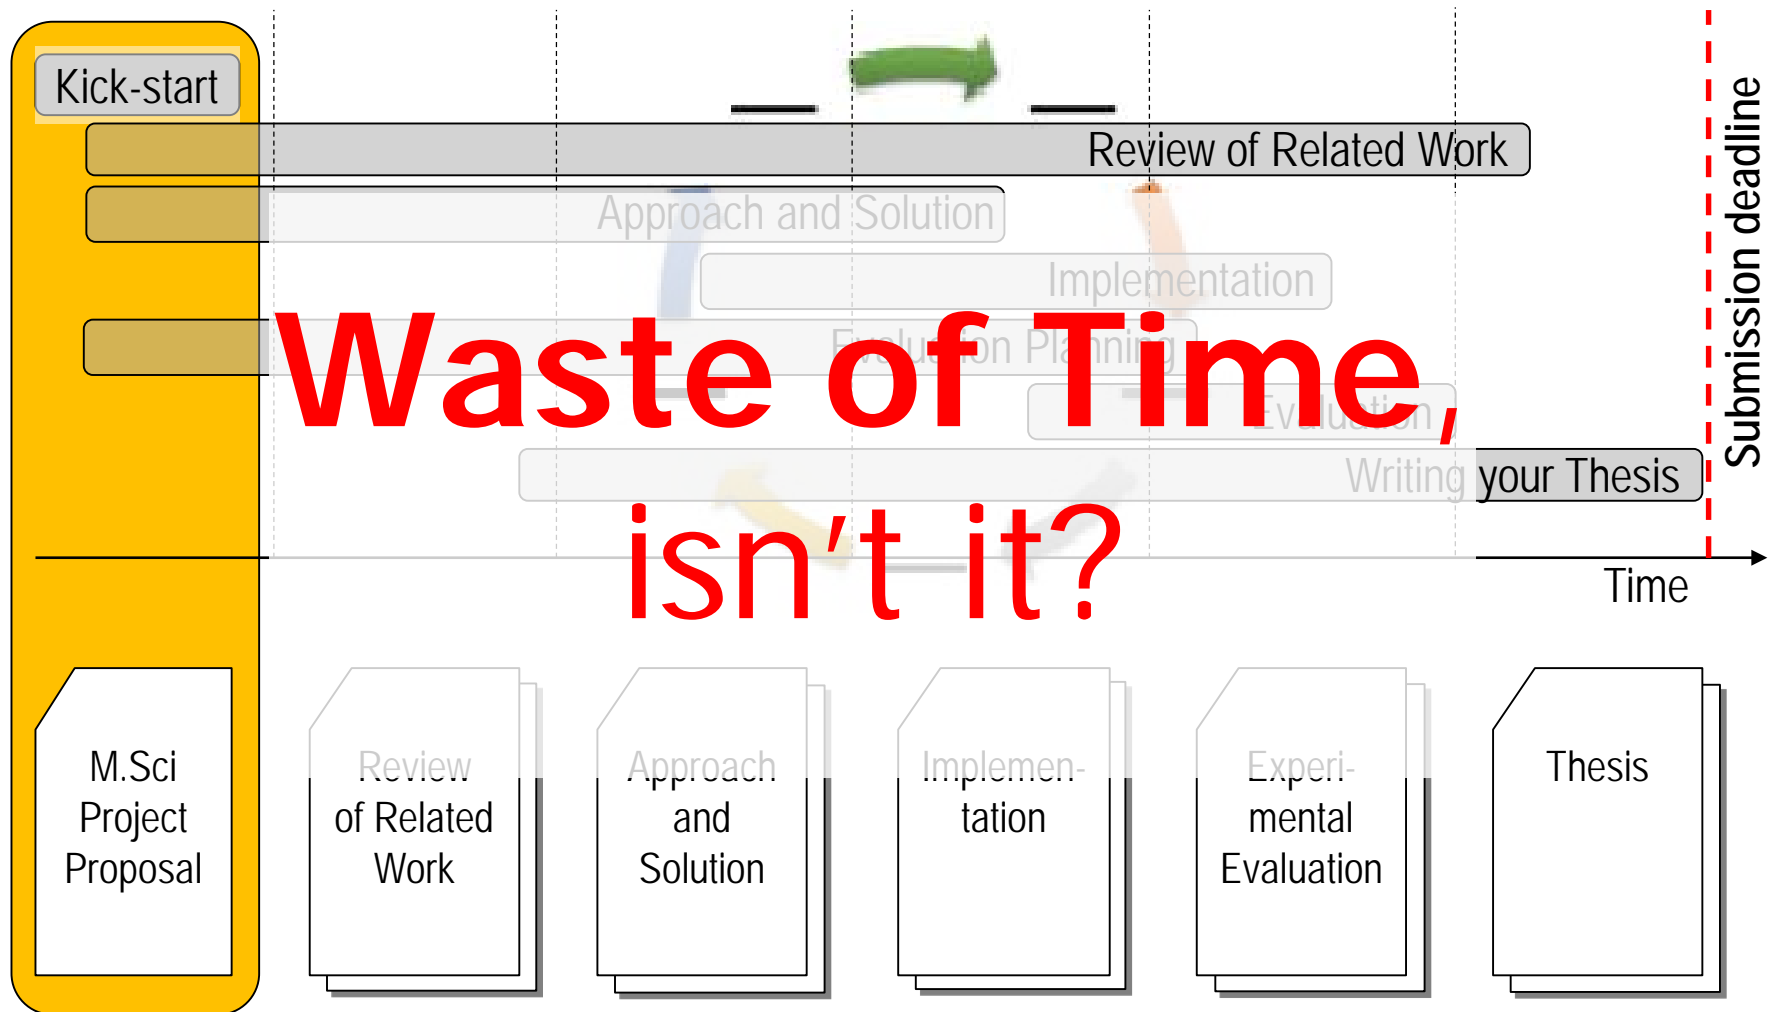 Kick-start
Review of Related Work
Approach and Solution
Implementation
Evaluation Planning
Evaluation
Writing your Thesis
Submission deadline
Waste of Time,
isn't it?
Time
M.Sci
Project
Proposal
Review
of Related
Work
Approach
and
Solution
Implemen-
tation
Experi-
mental
Evaluation
Thesis